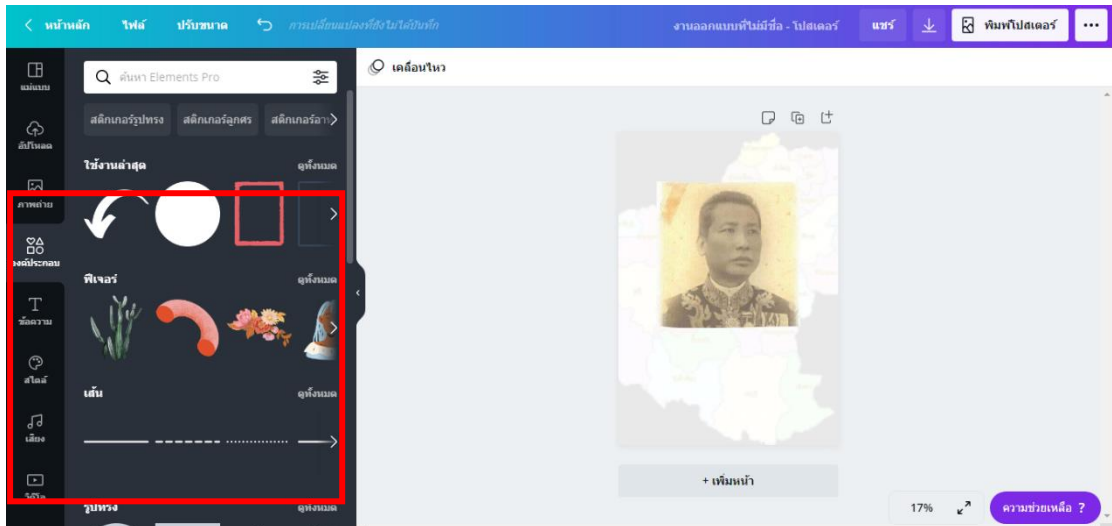 หน้าหลัก ไฟล์ ปรับขนาด การเปลี่ยนแปลงที่ยังไม่ได้บันทึก งานออกแบบที่ไม่มีชื่อ - โปสเตอร์ แชร์ พิมพ์โปสเตอร์
แม่แบบ
อัปโหลด
ภาพถ่าย
องค์ประกอบ
ข้อความ
สไตล์
เสียง
วิดีโอ
ค้นหา Elements Pro
สติกเกอร์รูปทรง สติกเกอร์ลูกศร
ใช้งานล่าสุด ดูทั้งหมด
ฟีเจอร์ ดูทั้งหมด
เส้น ดูทั้งหมด
รูปทรง ดูทั้งหมด
เคลื่อนไหว
+ เพิ่มหน้า
17% ความช่วยเหลือ ?